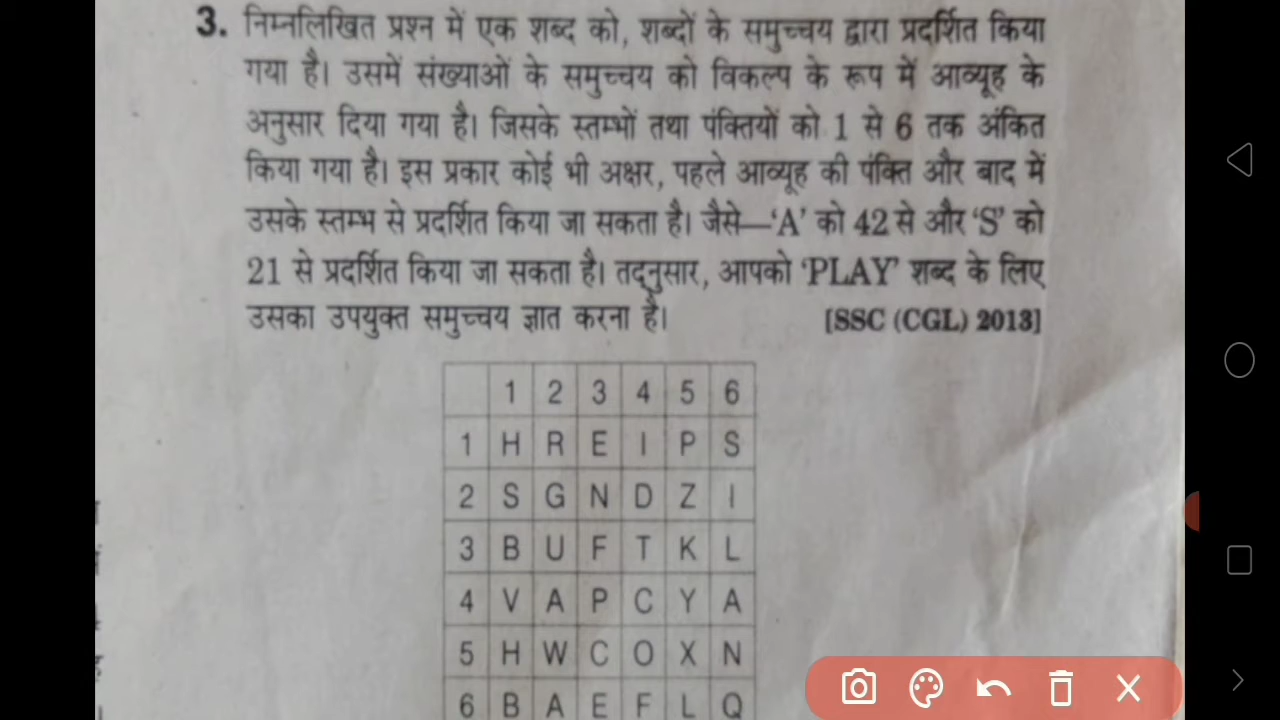 3. निम्नलिखित प्रश्न में एक शब्द को, शब्दों के समुच्चय द्वारा प्रदर्शित किया
गया है। उसमें संख्याओं के समुच्चय को विकल्प के रूप में आव्यूह के
अनुसार दिया गया है। जिसके स्तम्भों तथा पंक्तियों को 1 से 6 तक अंकित
किया गया है। इस प्रकार कोई भी अक्षर, पहले आव्यूह की पंक्ति और बाद में
उसके स्तम्भ से प्रदर्शित किया जा सकता है। जैसे—‘A’ को 42 से और ‘S’ को
21 से प्रदर्शित किया जा सकता है। तद्नुसार, आपको ‘PLAY’ शब्द के लिए
उसका उपयुक्त समुच्चय ज्ञात करना है। [SSC (CGL) 2013]
1 2 3 4 5 6
1 H R E I P S
2 S G N D Z I
3 B U F T K L
4 V A P C Y A
5 H W C O X N
6 B A E F L Q